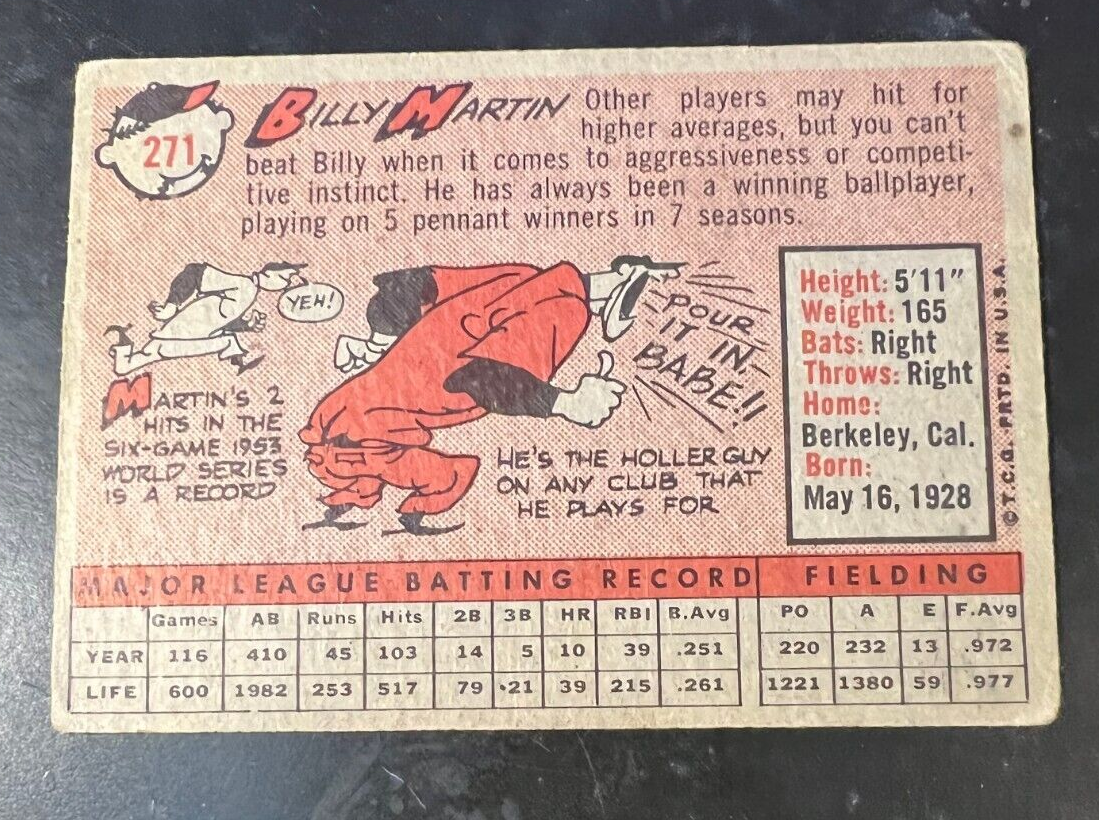 271
BILLY MARTIN
Other players may hit for
higher averages, but you can't
beat Billy when it comes to aggressiveness or competi-
tive instinct. He has always been a winning ballplayer,
playing on 5 pennant winners in 7 seasons.
YEH!
MARTIN'S 2
HITS IN THE
SIX-GAME 1953
WORLD SERIES
IS A RECORD
POUR
IT IN
BABE!!
HE'S THE HOLLER GUY
ON ANY CLUB THAT
HE PLAYS FOR
Height: 5'11"
Weight: 165
Bats: Right
Throws: Right
Home:
Berkeley, Cal.
Born:
May 16, 1928
© T.C.G. PRTD. IN U.S.A.
MAJOR LEAGUE BATTING RECORD FIELDING
Games AB Runs Hits 2B 3B HR RBI B.Avg PO A E F.Avg
YEAR 116 410 45 103 14 5 10 39 .251 220 232 13 .972
LIFE 600 1982 253 517 79 21 39 215 .261 1221 1380 59 .977